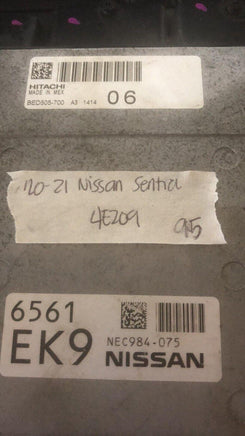 HITACHI
MADE IN MEX
BED505-700 A3 1414 06
20-21 Nissan Sentra
4E209
95
6561
EK9 NEC984-075
NISSAN